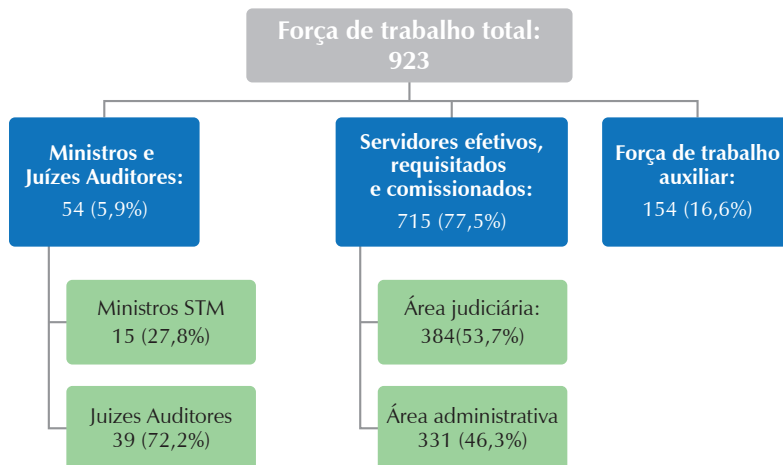 Força de trabalho total:
923
Ministros e
Juízes Auditores:
54 (5,9%)
Servidores efetivos,
requisitados
e comissionados:
715 (77,5%)
Força de trabalho
auxiliar:
154 (16,6%)
Ministros STM
15 (27,8%)
Juizes Auditores
39 (72,2%)
Área judiciária:
384(53,7%)
Área administrativa
331 (46,3%)